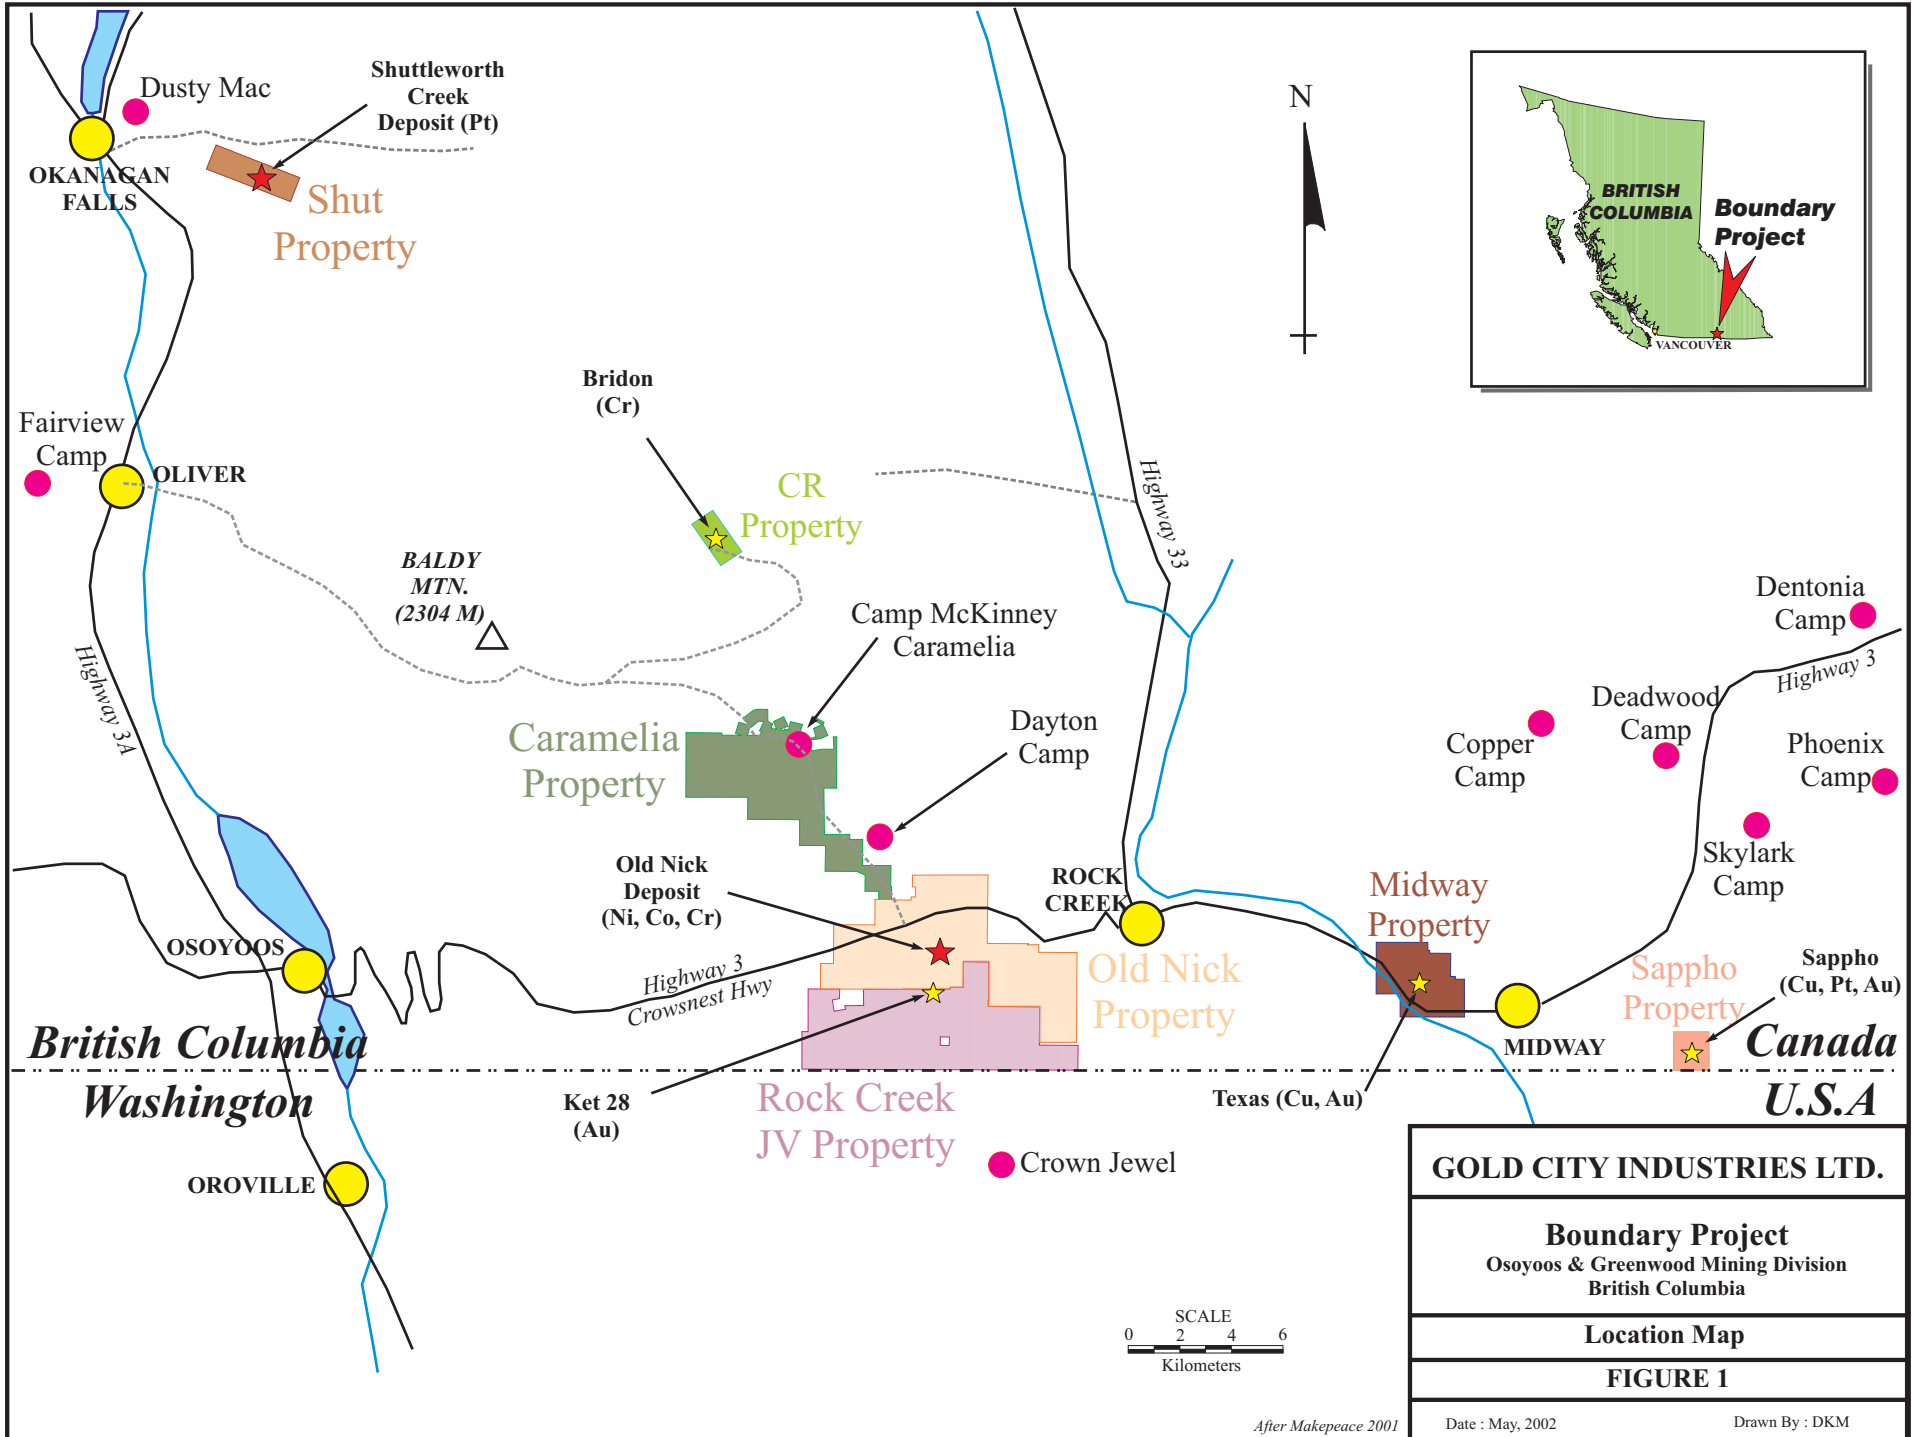 Dusty Mac
Shuttleworth
Creek
Deposit (Pt)
OKANAGAN
FALLS
Shut
Property
N
BRITISH
COLUMBIA
Boundary
Project
VANCOUVER
Bridon
(Cr)
Fairview
Camp
OLIVER
CR
Property
Highway 33
BALDY
MTN.
(2304 M)
Camp McKinney
Caramelia
Dentonia
Camp
Highway 3
Highway 3A
Caramelia
Property
Dayton
Camp
Copper
Camp
Deadwood
Camp
Phoenix
Camp
Skylark
Camp
Old Nick
Deposit
(Ni, Co, Cr)
ROCK
CREEK
Midway
Property
OSOYOOS
Highway 3
Crowsnest Hwy
Old Nick
Property
Sappho
Property
Sappho
(Cu, Pt, Au)
British Columbia
Canada
MIDWAY
Washington
U.S.A
Ket 28
(Au)
Rock Creek
JV Property
Texas (Cu, Au)
Crown Jewel
OROVILLE
GOLD CITY INDUSTRIES LTD.
Boundary Project
Osoyoos & Greenwood Mining Division
British Columbia
Location Map
FIGURE 1
Date : May, 2002
Drawn By : DKM
SCALE
0 2 4 6
Kilometers
After Makepeace 2001